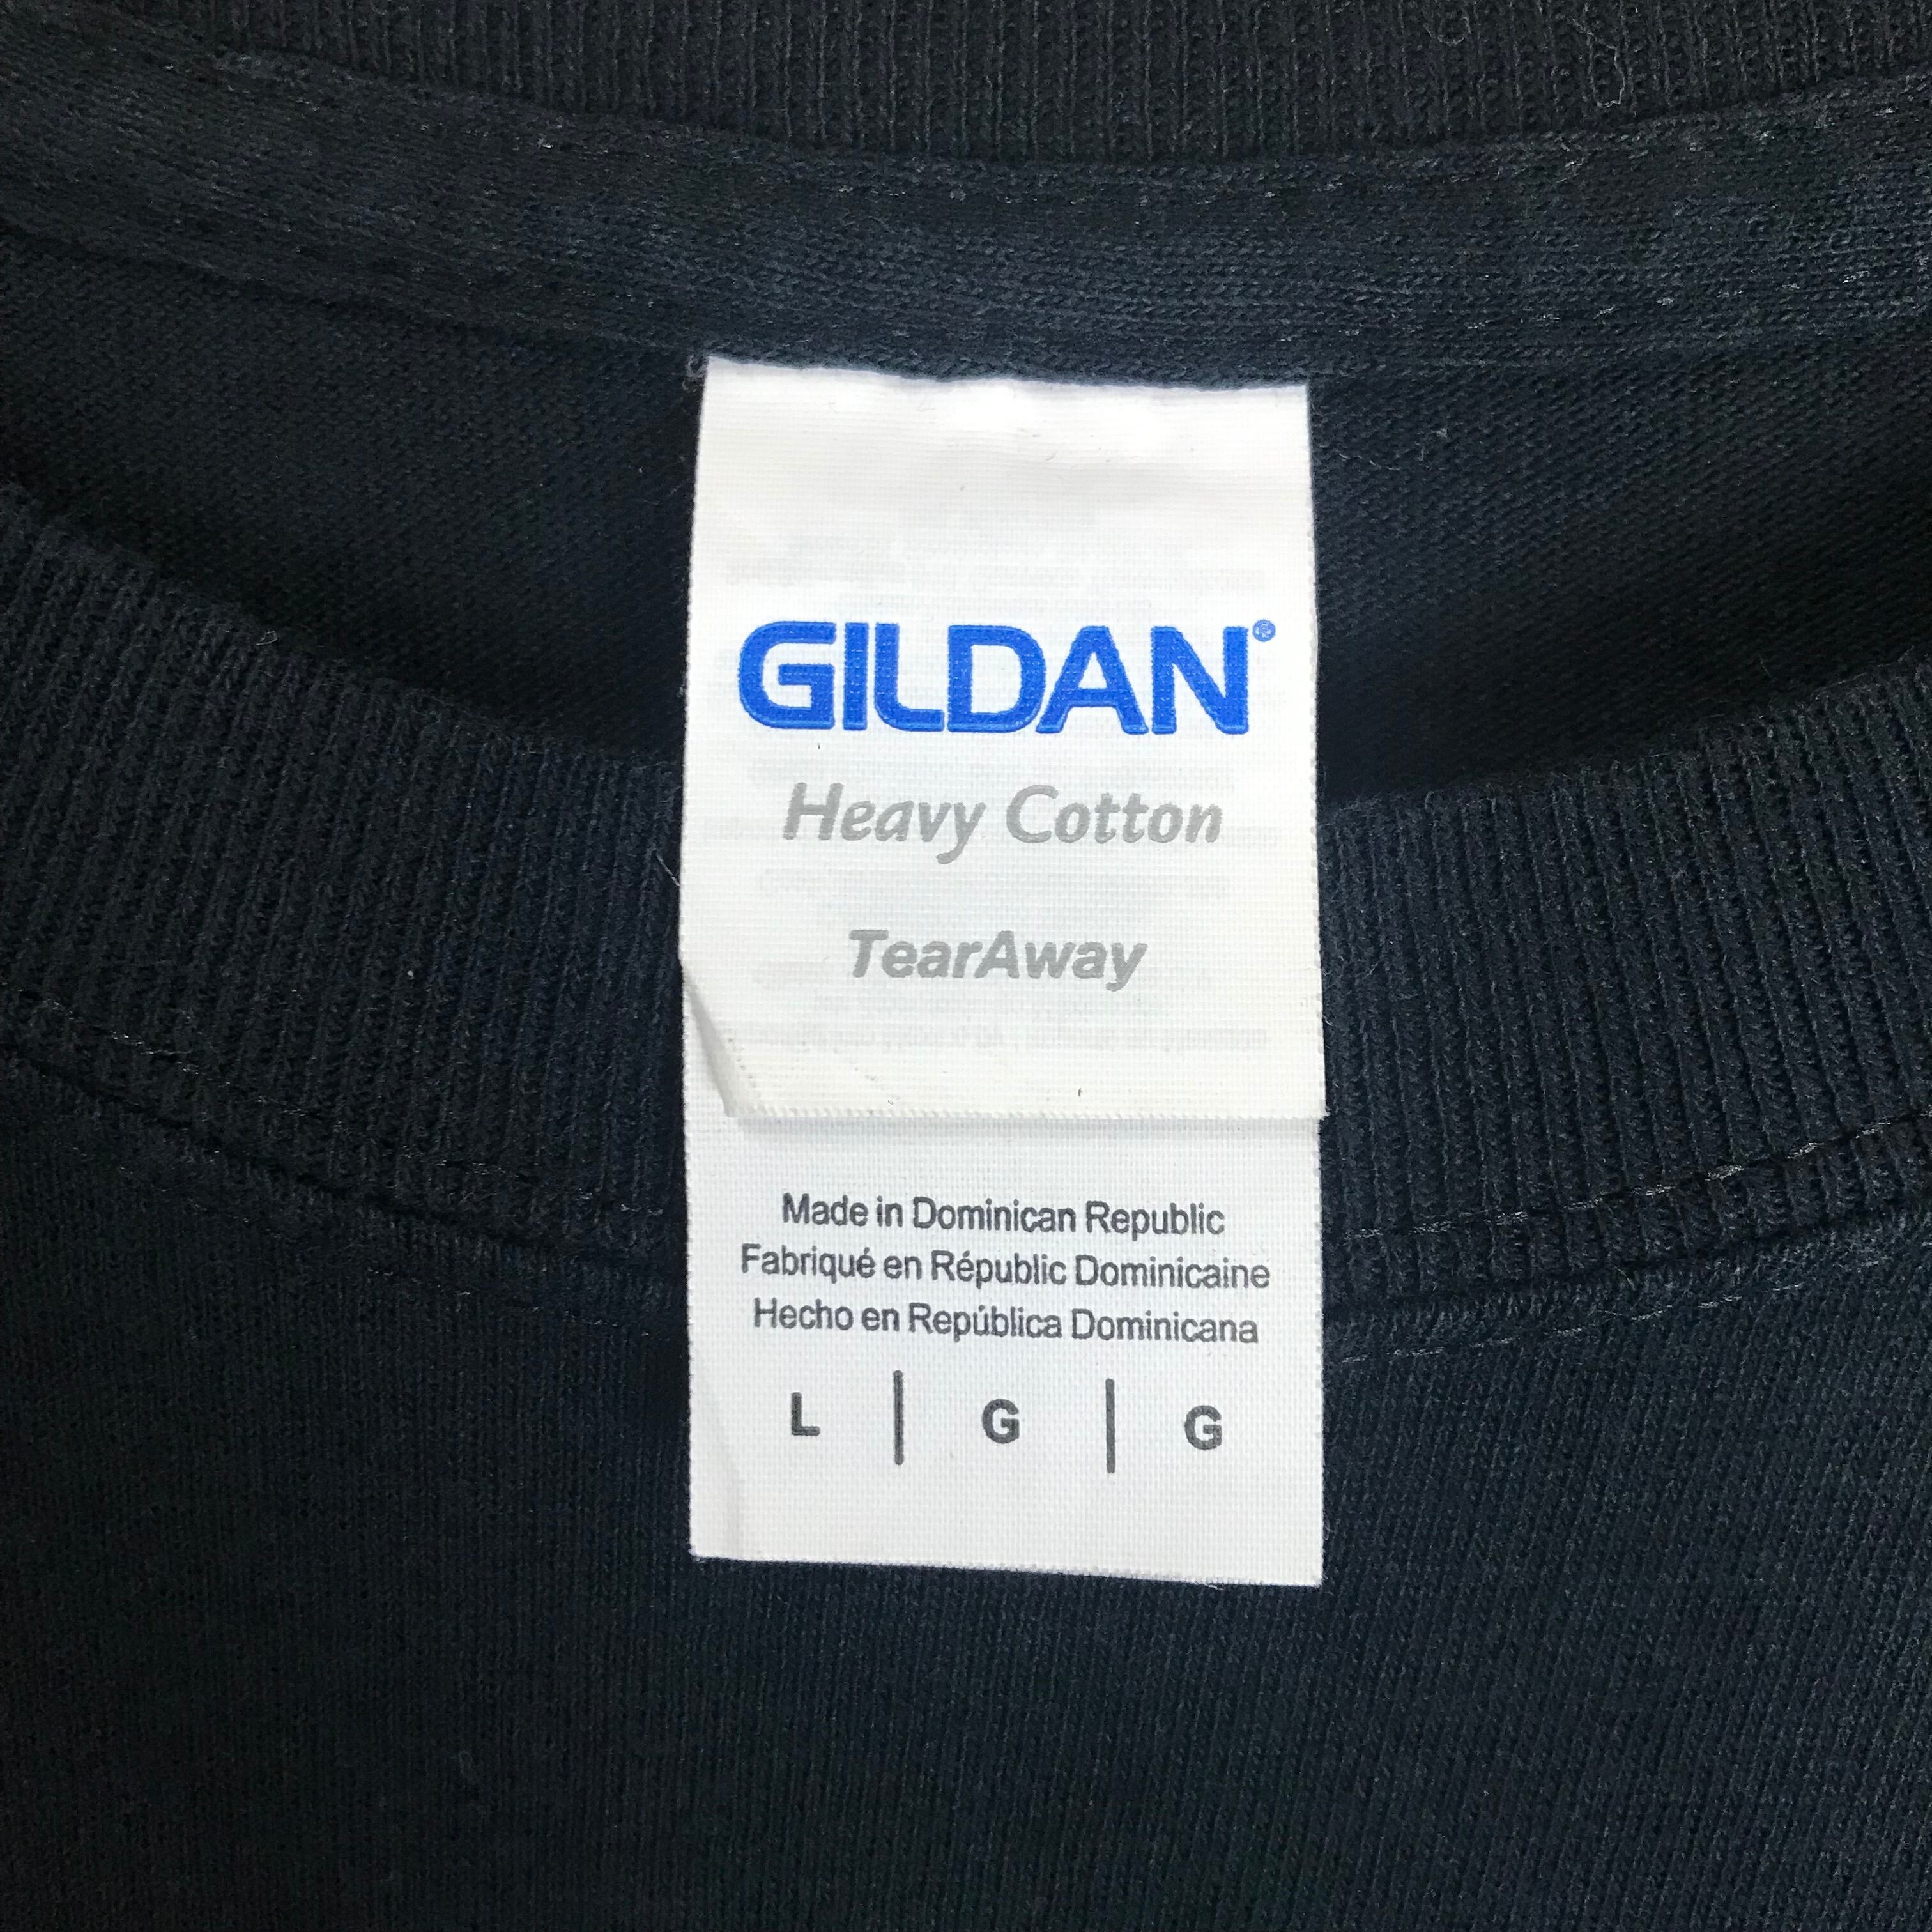 GILDAN®
Heavy Cotton
TearAway
Made in Dominican Republic
Fabriqué en Républic Dominicaine
Hecho en República Dominicana
L | G | G